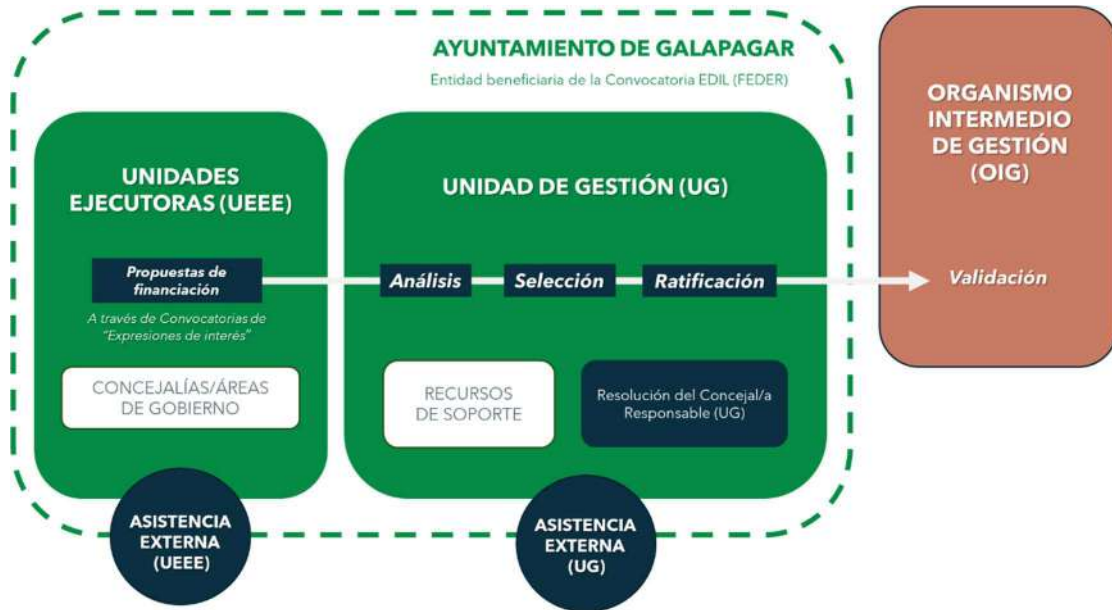 AYUNTAMIENTO DE GALAPAGAR
Entidad beneficiaria de la Convocatoria EDIL (FEDER)
UNIDADES
EJECUTORAS (UEEE)
Propuestas de
financiación
A través de Convocatorias de
"Expresiones de interés"
CONCEJALÍAS/ÁREAS
DE GOBIERNO
ASISTENCIA
EXTERNA
(UEEE)
UNIDAD DE GESTIÓN (UG)
Análisis
Selección
Ratificación
RECURSOS
DE SOPORTE
Resolución del Concejal/a
Responsable (UG)
ASISTENCIA
EXTERNA
(UG)
ORGANISMO
INTERMEDIO
DE GESTIÓN
(OIG)
Validación